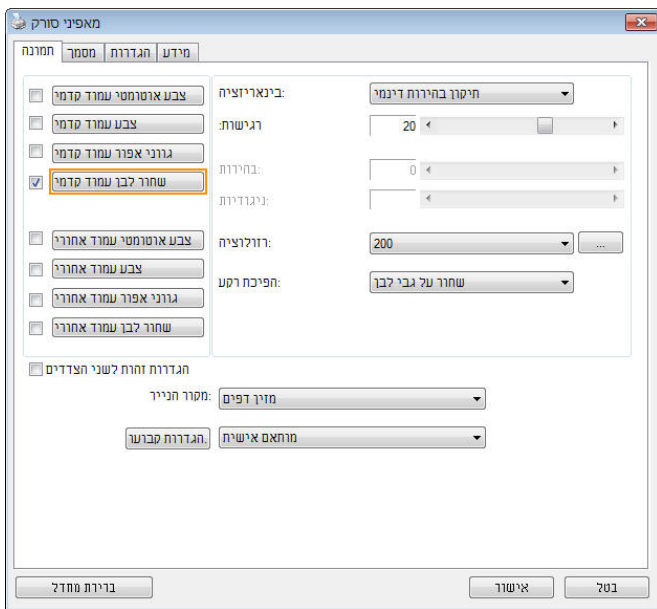 מאפיני סורק
תמונה מסמך הגדרות מידע
צבע אוטומטי עמוד קדמי
צבע עמוד קדמי
גווני אפור עמוד קדמי
שחור לבן עמוד קדמי
צבע אוטומטי עמוד אחורי
צבע עמוד אחורי
גווני אפור עמוד אחורי
שחור לבן עמוד אחורי
בינאריזציה: תיקון בהירות דינמי
רגישות: 20
בהירות: 0
ניגודיות:
רזולוציה: 200 ...
הפיכת רקע: שחור על גבי לבן
הגדרות זהות לשני הצדדים
מקור הנייר: מזין דפים
הגדרות קבועו. מותאם אישית
ברירת מחדל אישור בטל